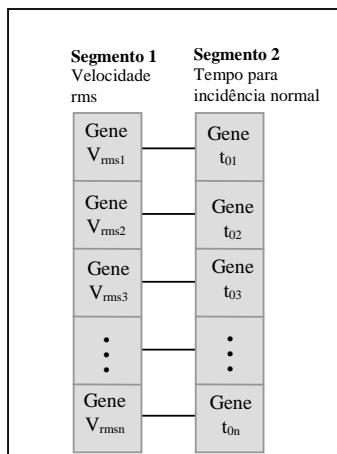 Segmento 1
Velocidade
rms
Segmento 2
Tempo para
incidência normal
Gene
Vrms1
Gene
t01
Gene
Vrms2
Gene
t02
Gene
Vrms3
Gene
t03
Gene
Vrmsn
Gene
t0n